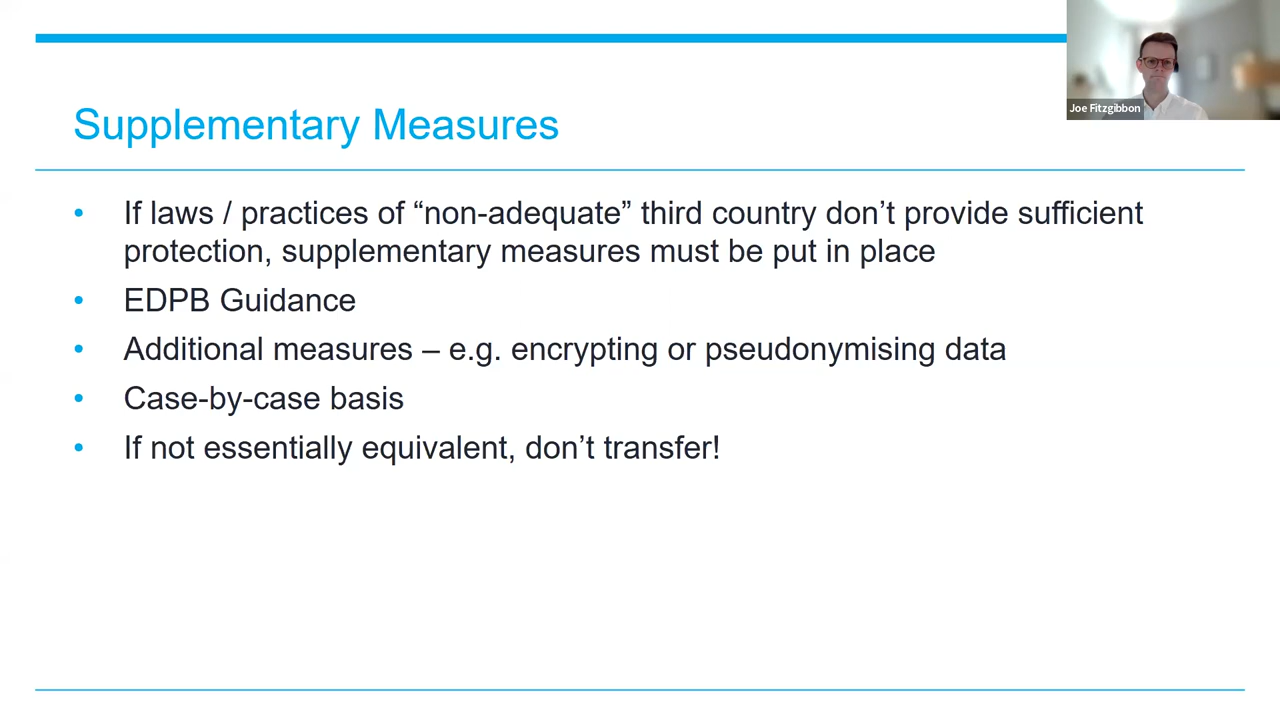 Joe Fitzgibbon
Supplementary Measures
• If laws / practices of “non-adequate” third country don’t provide sufficient
protection, supplementary measures must be put in place
• EDPB Guidance
• Additional measures – e.g. encrypting or pseudonymising data
• Case-by-case basis
• If not essentially equivalent, don’t transfer!